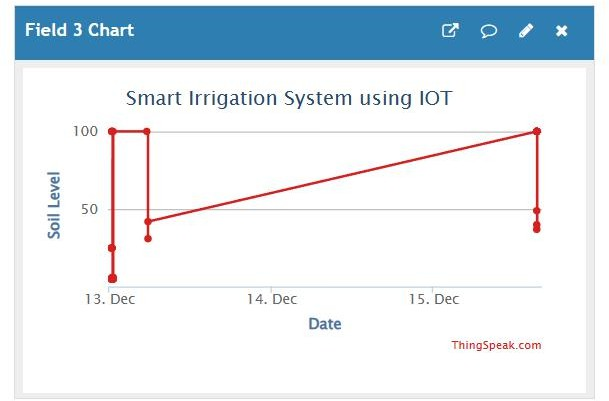 Field 3 Chart
Smart Irrigation System using IOT
100
50
Soil Level
13. Dec
14. Dec
15. Dec
Date
ThingSpeak.com